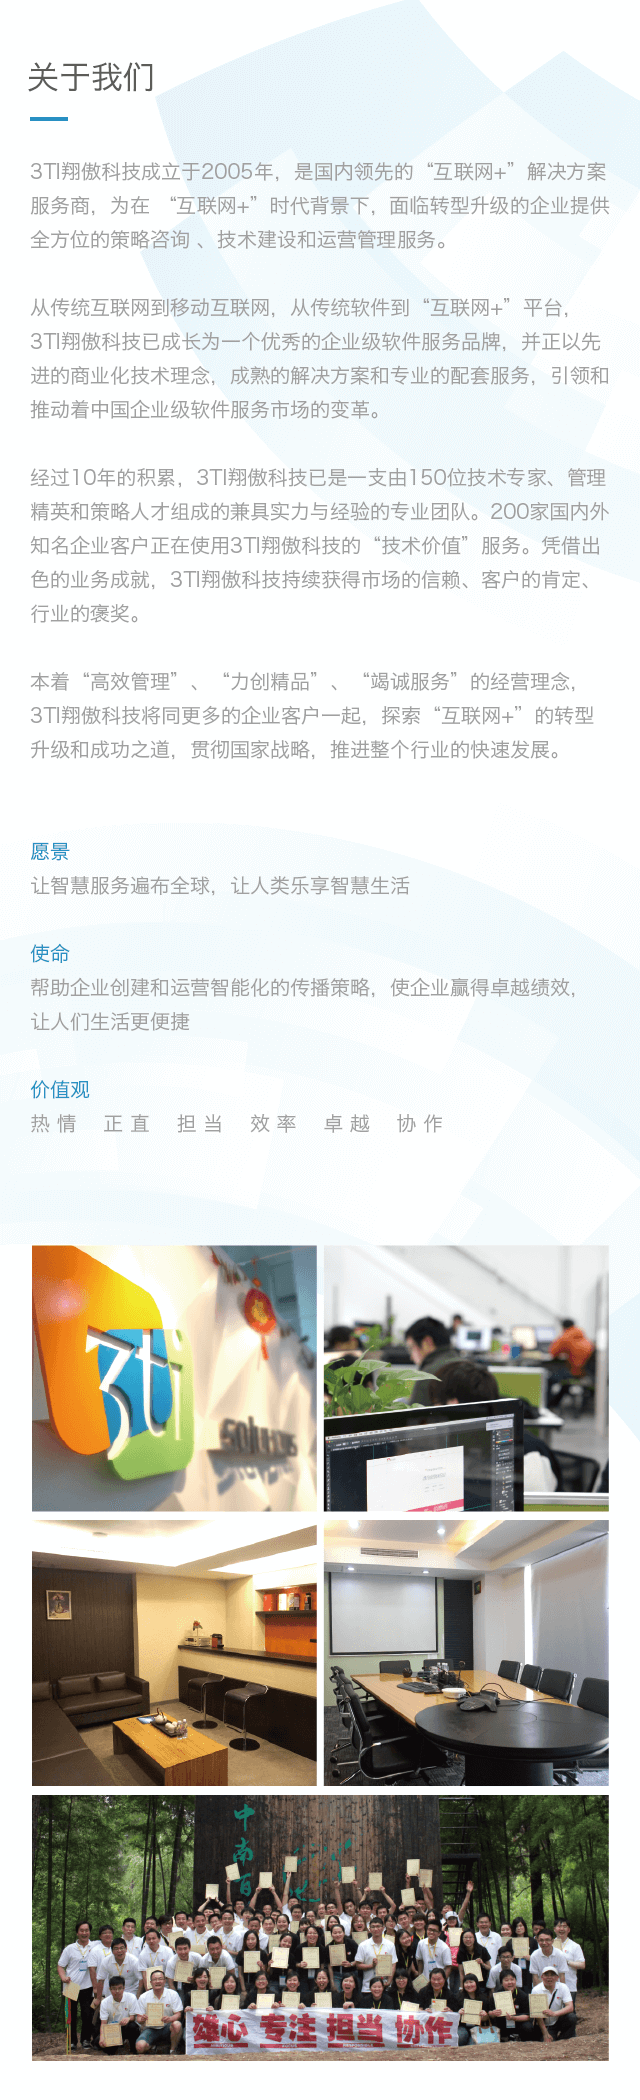 关于我们
3TI翔傲科技成立于2005年，是国内领先的“互联网+”解决方案
服务商，为在 “互联网+”时代背景下，面临转型升级的企业提供
全方位的策略咨询 、技术建设和运营管理服务。
从传统互联网到移动互联网，从传统软件到“互联网+”平台，
3TI翔傲科技已成长为一个优秀的企业级软件服务品牌，并正以先
进的商业化技术理念，成熟的解决方案和专业的配套服务，引领和
推动着中国企业级软件服务市场的变革。
经过10年的积累，3TI翔傲科技已是一支由150位技术专家、管理
精英和策略人才组成的兼具实力与经验的专业团队。200家国内外
知名企业客户正在使用3TI翔傲科技的“技术价值”服务。凭借出
色的业务成就，3TI翔傲科技持续获得市场的信赖、客户的肯定、
行业的褒奖。
本着“高效管理”、“力创精品”、“竭诚服务”的经营理念，
3TI翔傲科技将同更多的企业客户一起，探索“互联网+”的转型
升级和成功之道，贯彻国家战略，推进整个行业的快速发展。
愿景
让智慧服务遍布全球，让人类乐享智慧生活
使命
帮助企业创建和运营智能化的传播策略，使企业赢得卓越绩效，
让人们生活更便捷
价值观
热情 正直 担当 效率 卓越 协作
3ti
solutions
中南百
雄心 专注 担当 协作